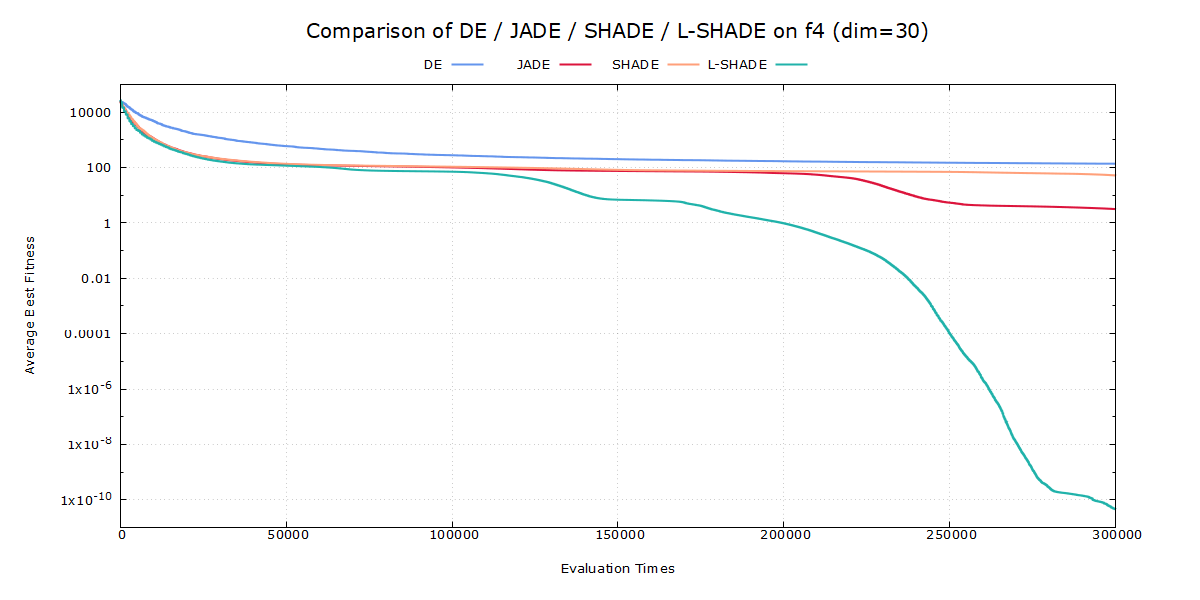 Comparison of DE / JADE / SHADE / L-SHADE on f4 (dim=30)
DE JADE SHADE L-SHADE
10000
100
1
0.01
0.0001
1x10^-6
1x10^-8
1x10^-10
Average Best Fitness
0 50000 100000 150000 200000 250000 300000
Evaluation Times